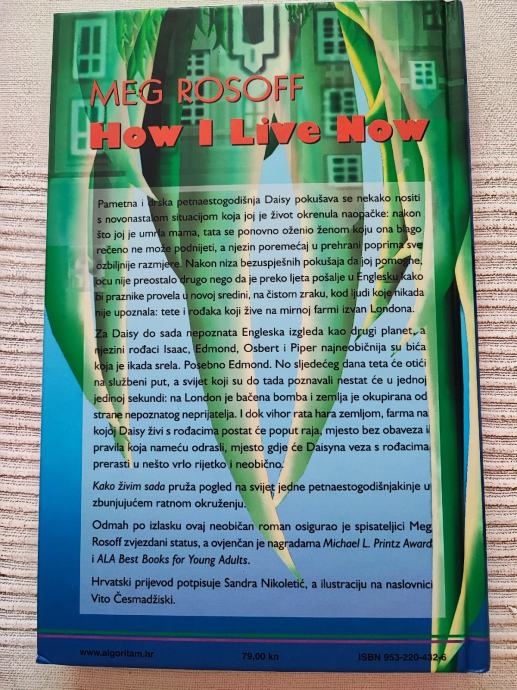 MEG ROSOFF
How I Live Now
Pametna i drska petnaestogodišnja Daisy pokušava se nekako nositi
s novonastalom situacijom koja joj je život okrenula naopačke: nakon
što joj je umrla mama, tata se ponovno oženio ženom koju ona blago
rečeno ne može podnijeti, a njezin poremećaj u prehrani poprima sve
ozbiljnije razmjere. Nakon niza bezuspješnih pokušaja da joj pomogne,
ocu nije preostalo drugo nego da je preko ljeta pošalje u Englesku kako
bi praznike provela u novoj sredini, na čistom zraku, kod ljudi koje nikada
nije upoznala: tete i rođaka koji žive na mirnoj farmi izvan Londona.
Za Daisy do sada nepoznata Engleska izgleda kao drugi planet, a
njezini rođaci Isaac, Edmond, Osbert i Piper najneobičnija su bića
koja je ikada srela. Posebno Edmond. No sljedećeg dana teta će otići
na službeni put, a svijet koji su do tada poznavali nestat će u jednoj
jedinoj sekundi: na London je bačena bomba i zemlja je okupirana od
strane nepoznatog neprijatelja. I dok vihor rata hara zemljom, farma na
kojoj Daisy živi s rođacima postat će poput raja, mjesto bez obaveza i
pravila koja nameću odrasli, mjesto gdje će Daisyna veza s rođacima
prerasti u nešto vrlo rijetko i neobično.
Kako živim sada pruža pogled na svijet jedne petnaestogodišnjakinje u
zbunjujućem ratnom okruženju.
Odmah po izlasku ovaj neobičan roman osigurao je spisateljici Meg
Rosoff zvjezdani status, a ovjenčan je nagradama Michael L. Printz Award
i ALA Best Books for Young Adults.
Hrvatski prijevod potpisuje Sandra Nikoletić, a ilustraciju na naslovnici
Vito Česmadžiski.
www.algoritam.hr 79,00 kn ISBN 953-220-432-6